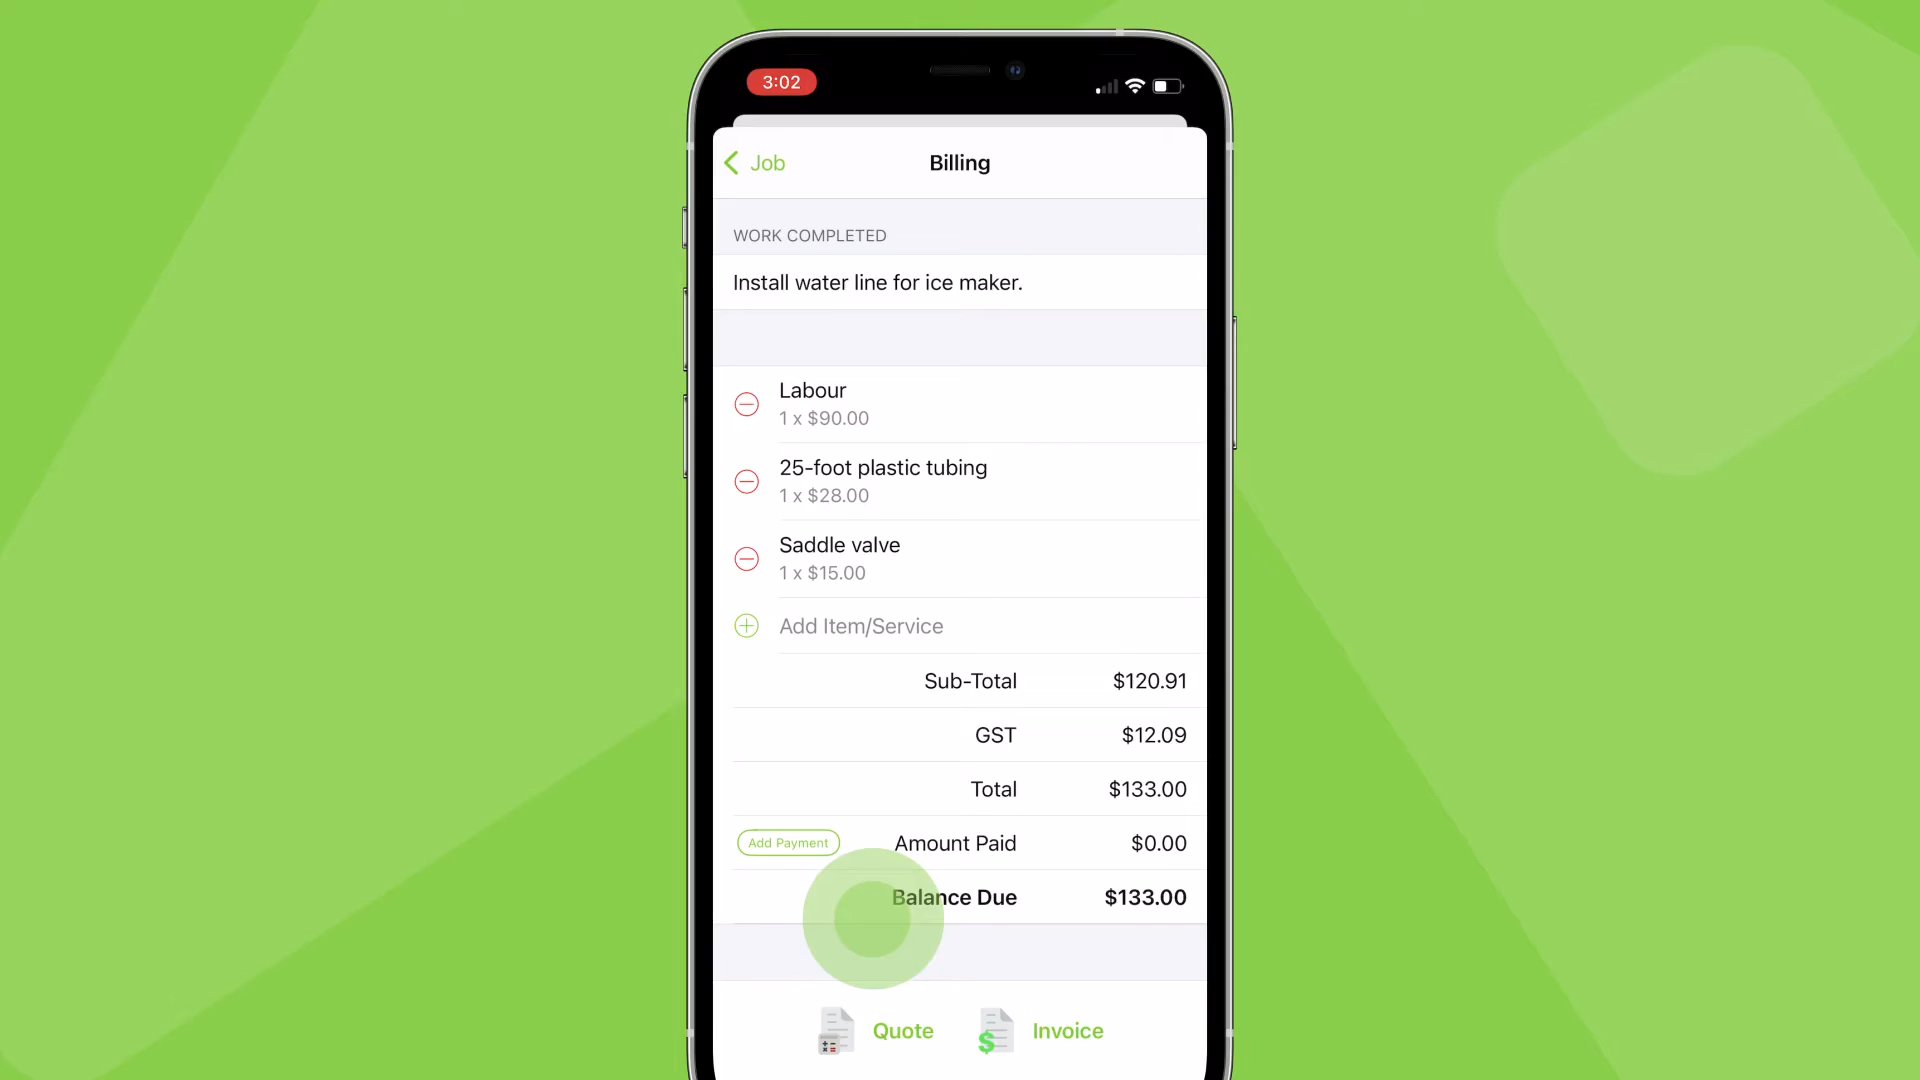 3:02
Job
Billing
WORK COMPLETED
Install water line for ice maker.
Labour
1 x $90.00
25-foot plastic tubing
1 x $28.00
Saddle valve
1 x $15.00
Add Item/Service
Sub-Total $120.91
GST $12.09
Total $133.00
Add Payment Amount Paid $0.00
Balance Due $133.00
Quote Invoice